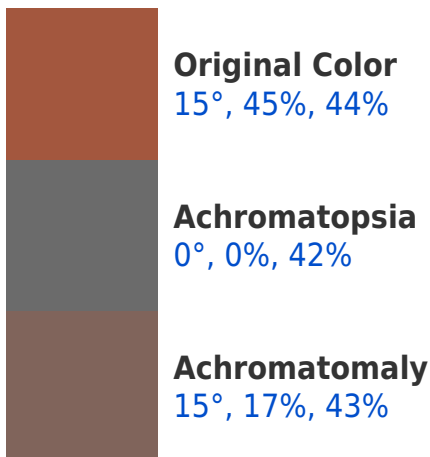 Original Color
15°, 45%, 44%
Achromatopsia
0°, 0%, 42%
Achromatomaly
15°, 17%, 43%